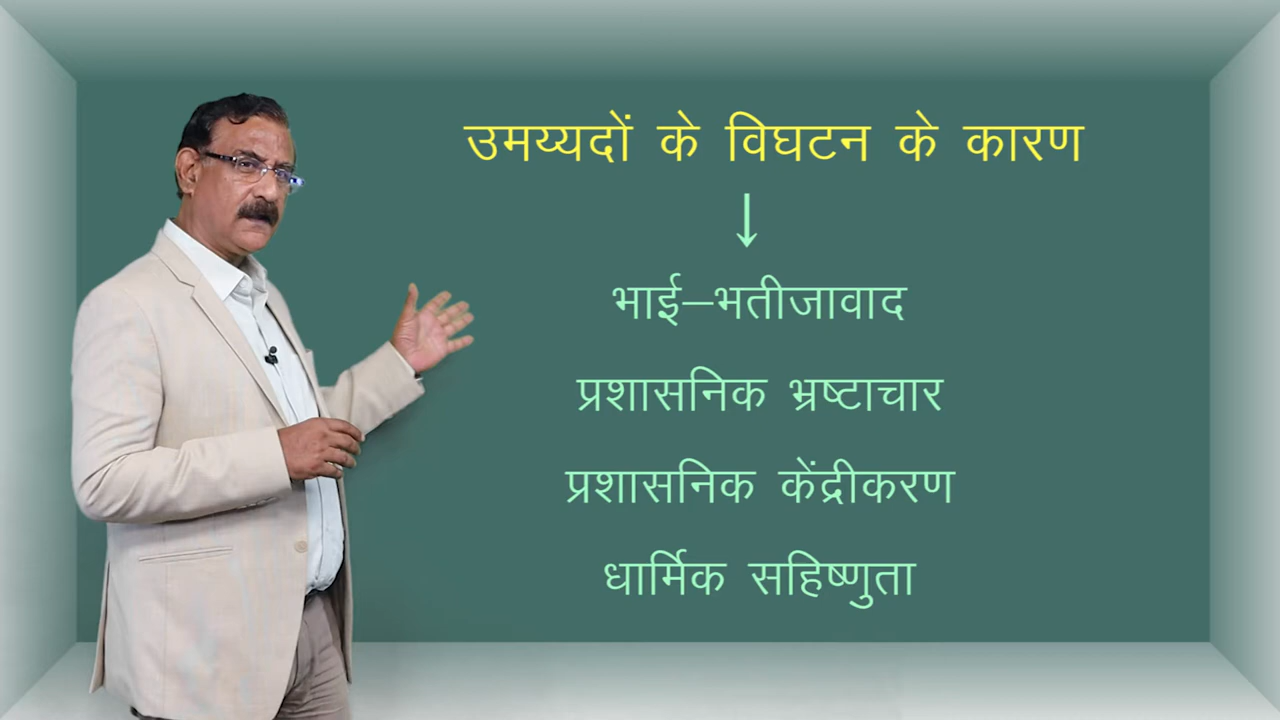 उमय्यदों के विघटन के कारण
↓
भाई–भतीजावाद
प्रशासनिक भ्रष्टाचार
प्रशासनिक केंद्रीकरण
धार्मिक सहिष्णुता